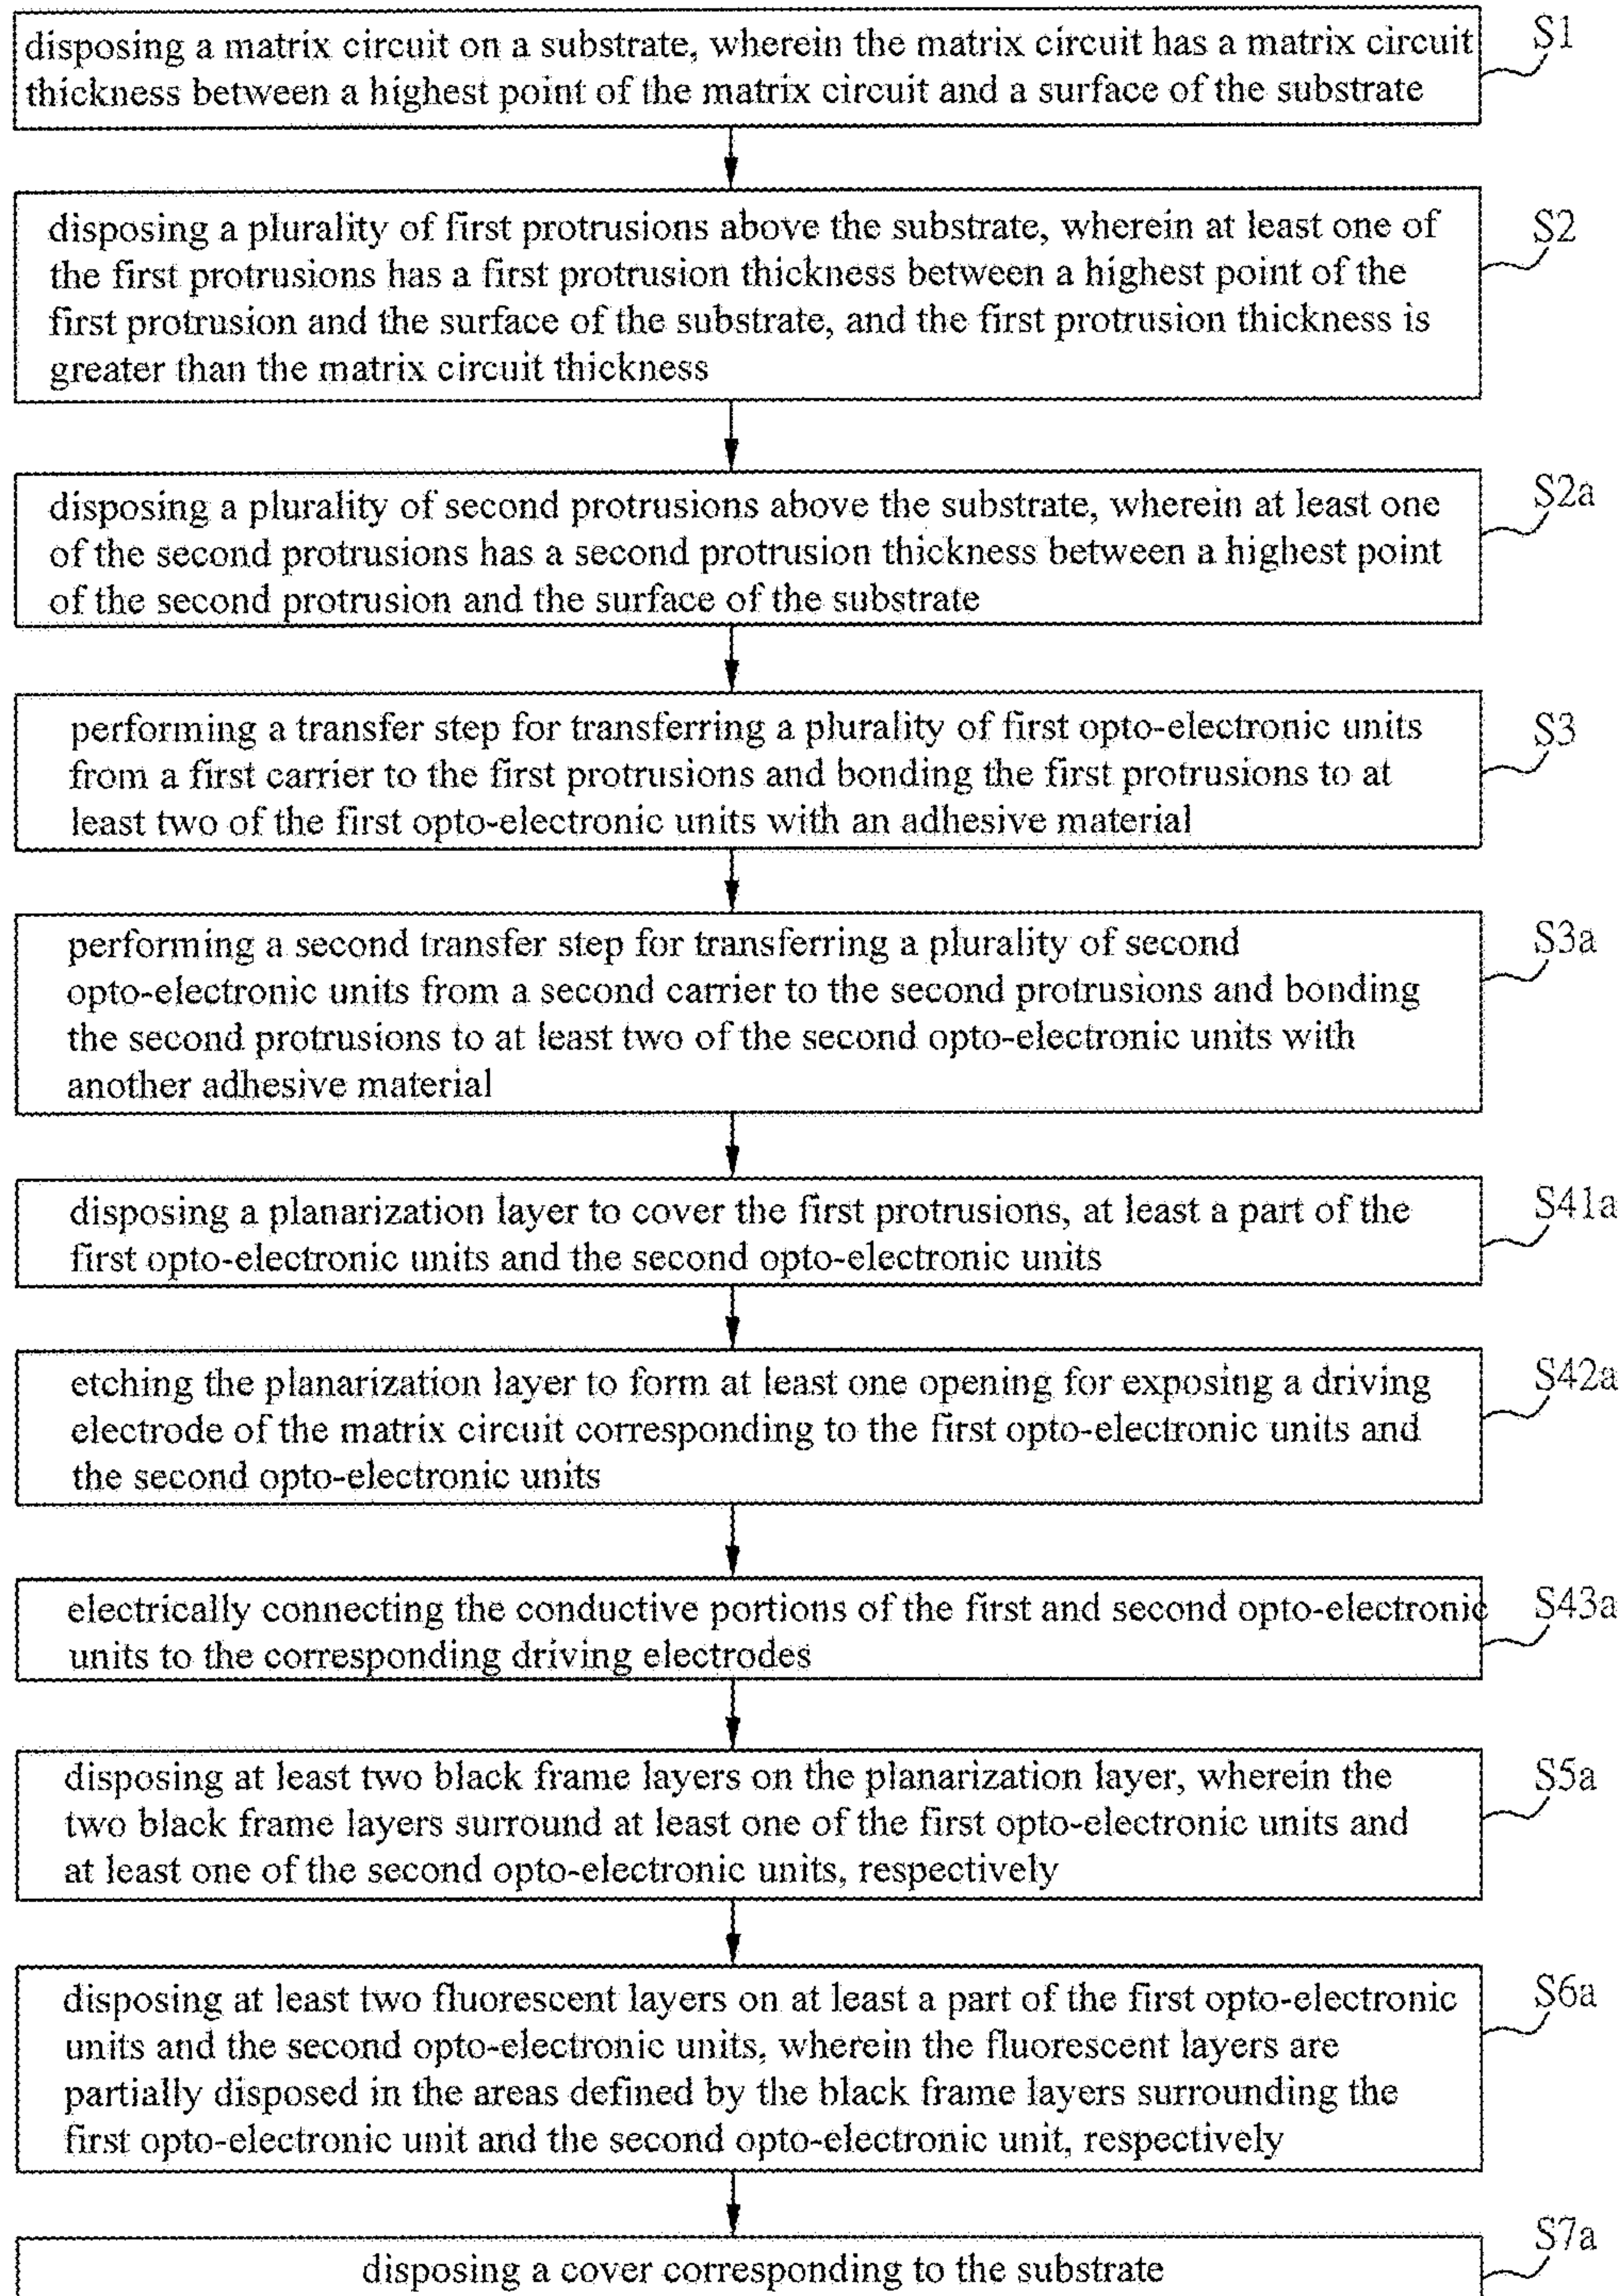 disposing a matrix circuit on a substrate, wherein the matrix circuit has a matrix circuit
thickness between a highest point of the matrix circuit and a surface of the substrate
S1
disposing a plurality of first protrusions above the substrate, wherein at least one of
the first protrusions has a first protrusion thickness between a highest point of the
first protrusion and the surface of the substrate, and the first protrusion thickness is
greater than the matrix circuit thickness
S2
disposing a plurality of second protrusions above the substrate, wherein at least one
of the second protrusions has a second protrusion thickness between a highest point
of the second protrusion and the surface of the substrate
S2a
performing a transfer step for transferring a plurality of first opto-electronic units
from a first carrier to the first protrusions and bonding the first protrusions to at
least two of the first opto-electronic units with an adhesive material
S3
performing a second transfer step for transferring a plurality of second
opto-electronic units from a second carrier to the second protrusions and bonding
the second protrusions to at least two of the second opto-electronic units with
another adhesive material
S3a
disposing a planarization layer to cover the first protrusions, at least a part of the
first opto-electronic units and the second opto-electronic units
S41a
etching the planarization layer to form at least one opening for exposing a driving
electrode of the matrix circuit corresponding to the first opto-electronic units and
the second opto-electronic units
S42a
electrically connecting the conductive portions of the first and second opto-electronic
units to the corresponding driving electrodes
S43a
disposing at least two black frame layers on the planarization layer, wherein the
two black frame layers surround at least one of the first opto-electronic units and
at least one of the second opto-electronic units, respectively
S5a
disposing at least two fluorescent layers on at least a part of the first opto-electronic
units and the second opto-electronic units, wherein the fluorescent layers are
partially disposed in the areas defined by the black frame layers surrounding the
first opto-electronic unit and the second opto-electronic unit, respectively
S6a
disposing a cover corresponding to the substrate
S7a